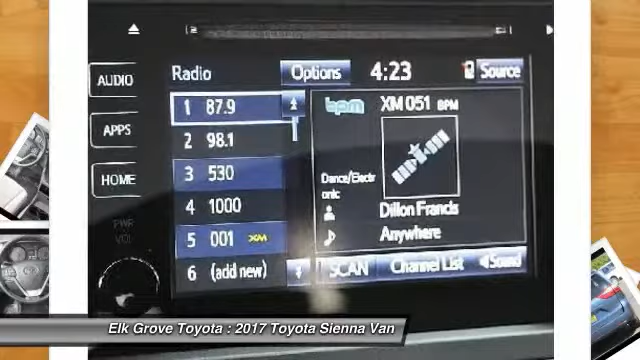 Radio
Options
4:23
Source
AUDIO
APPS
HOME
PWR
VOL
1 87.9
2 98.1
3 530
4 1000
5 001 XM
6 (add new)
bpm
XM 051 BPM
Dance/Electr
onic
Dillon Francis
Anywhere
SCAN
Channel List
Sound
Elk Grove Toyota : 2017 Toyota Sienna Van